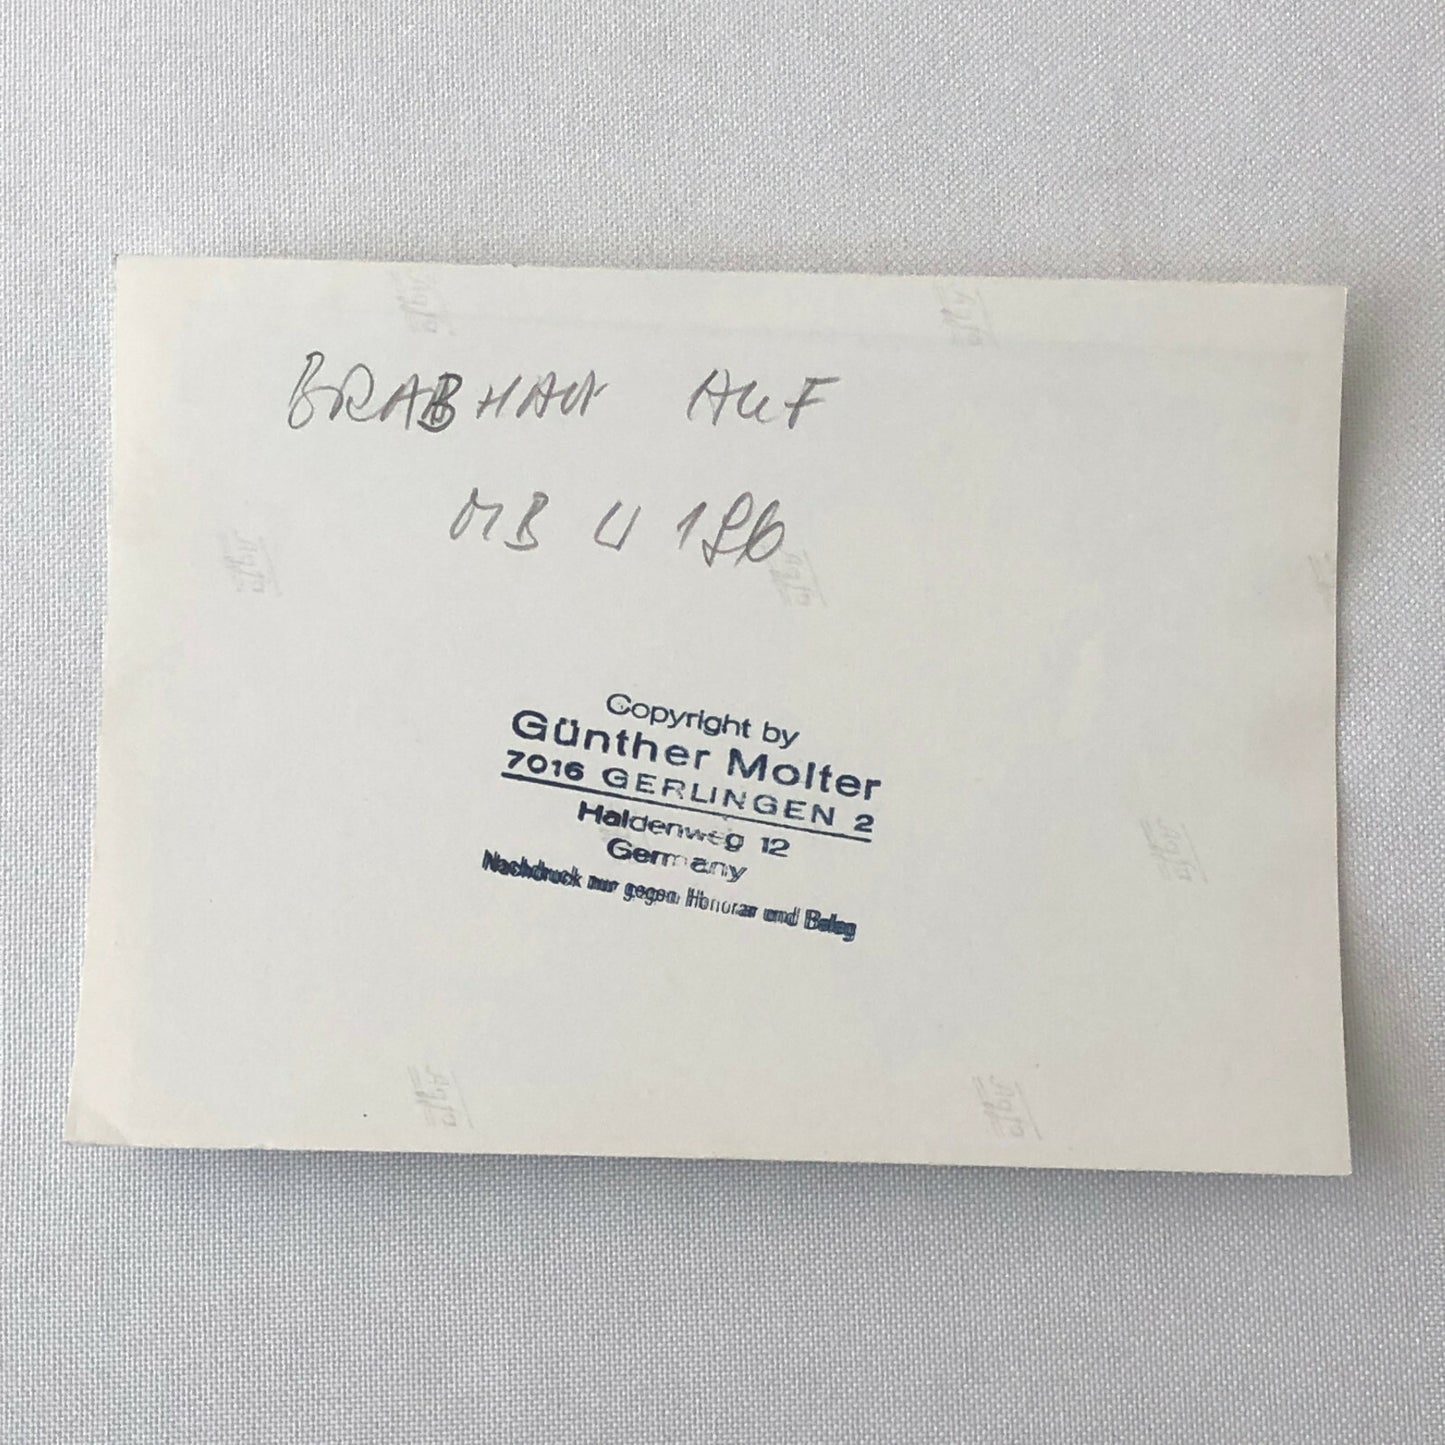 BRABHAM AUF
MB W 196
Copyright by
Günther Molter
7016 GERLINGEN 2
Haldenweg 12
Germany
Nachdruck nur gegen Honorar und Beleg